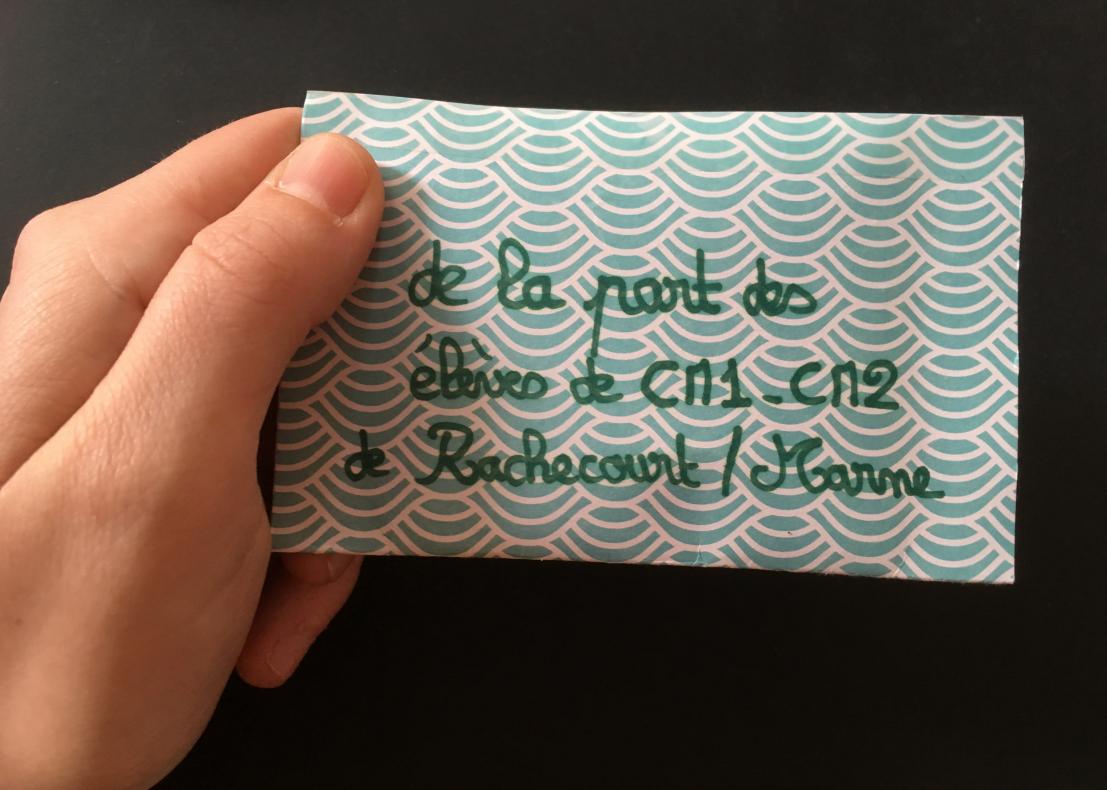 de la part des
élèves de CM1-CM2
de Rachecourt/Marne